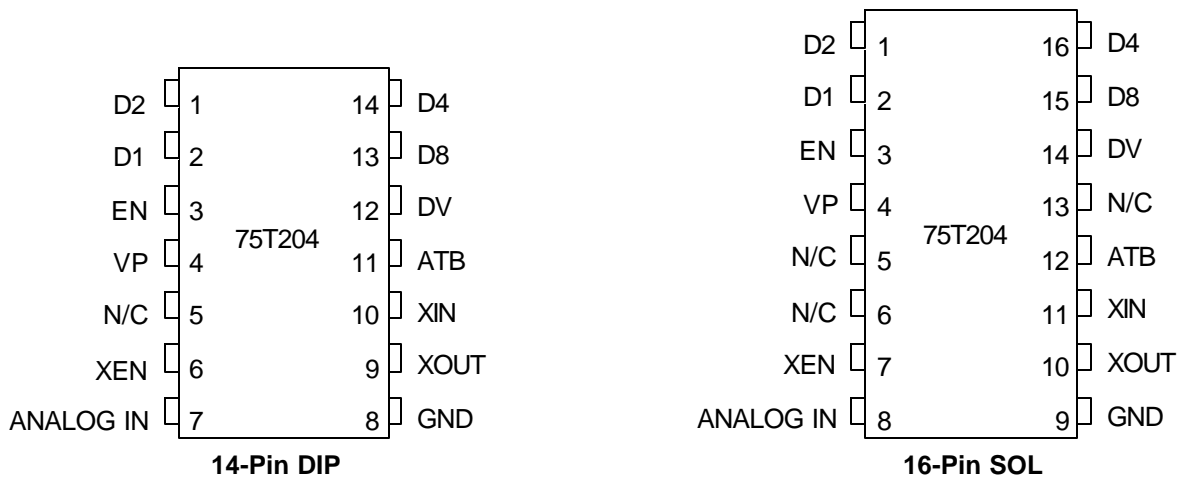 D2 1 14 D4
D1 2 13 D8
EN 3 12 DV
75T204
VP 4 11 ATB
N/C 5 10 XIN
XEN 6 9 XOUT
ANALOG IN 7 8 GND
14-Pin DIP
D2 1 16 D4
D1 2 15 D8
EN 3 14 DV
VP 4 13 N/C
75T204
N/C 5 12 ATB
N/C 6 11 XIN
XEN 7 10 XOUT
ANALOG IN 8 9 GND
16-Pin SOL